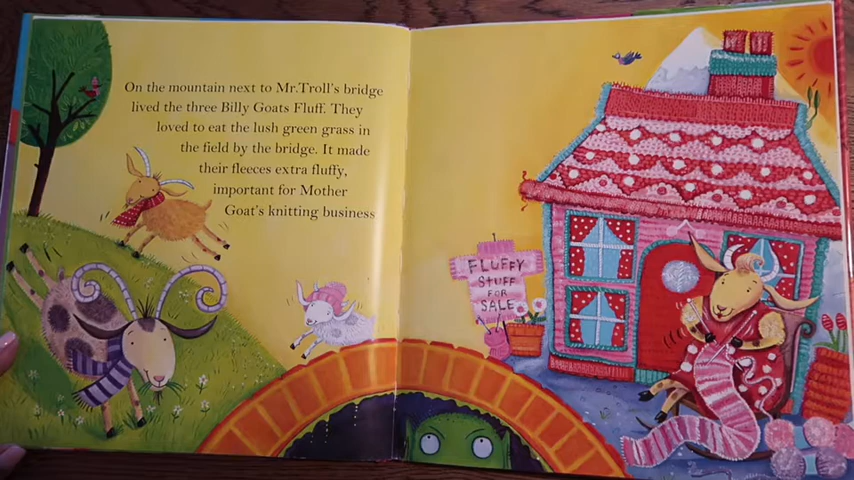 On the mountain next to Mr.Troll's bridge
lived the three Billy Goats Fluff. They
loved to eat the lush green grass in
the field by the bridge. It made
their fleeces extra fluffy,
important for Mother
Goat's knitting business
FLUFFY
STUFF
FOR
SALE